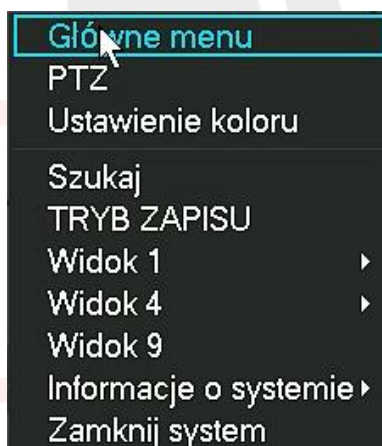 Główne menu
PTZ
Ustawienie koloru
Szukaj
TRYB ZAPISU
Widok 1
Widok 4
Widok 9
Informacje o systemie
Zamknij system